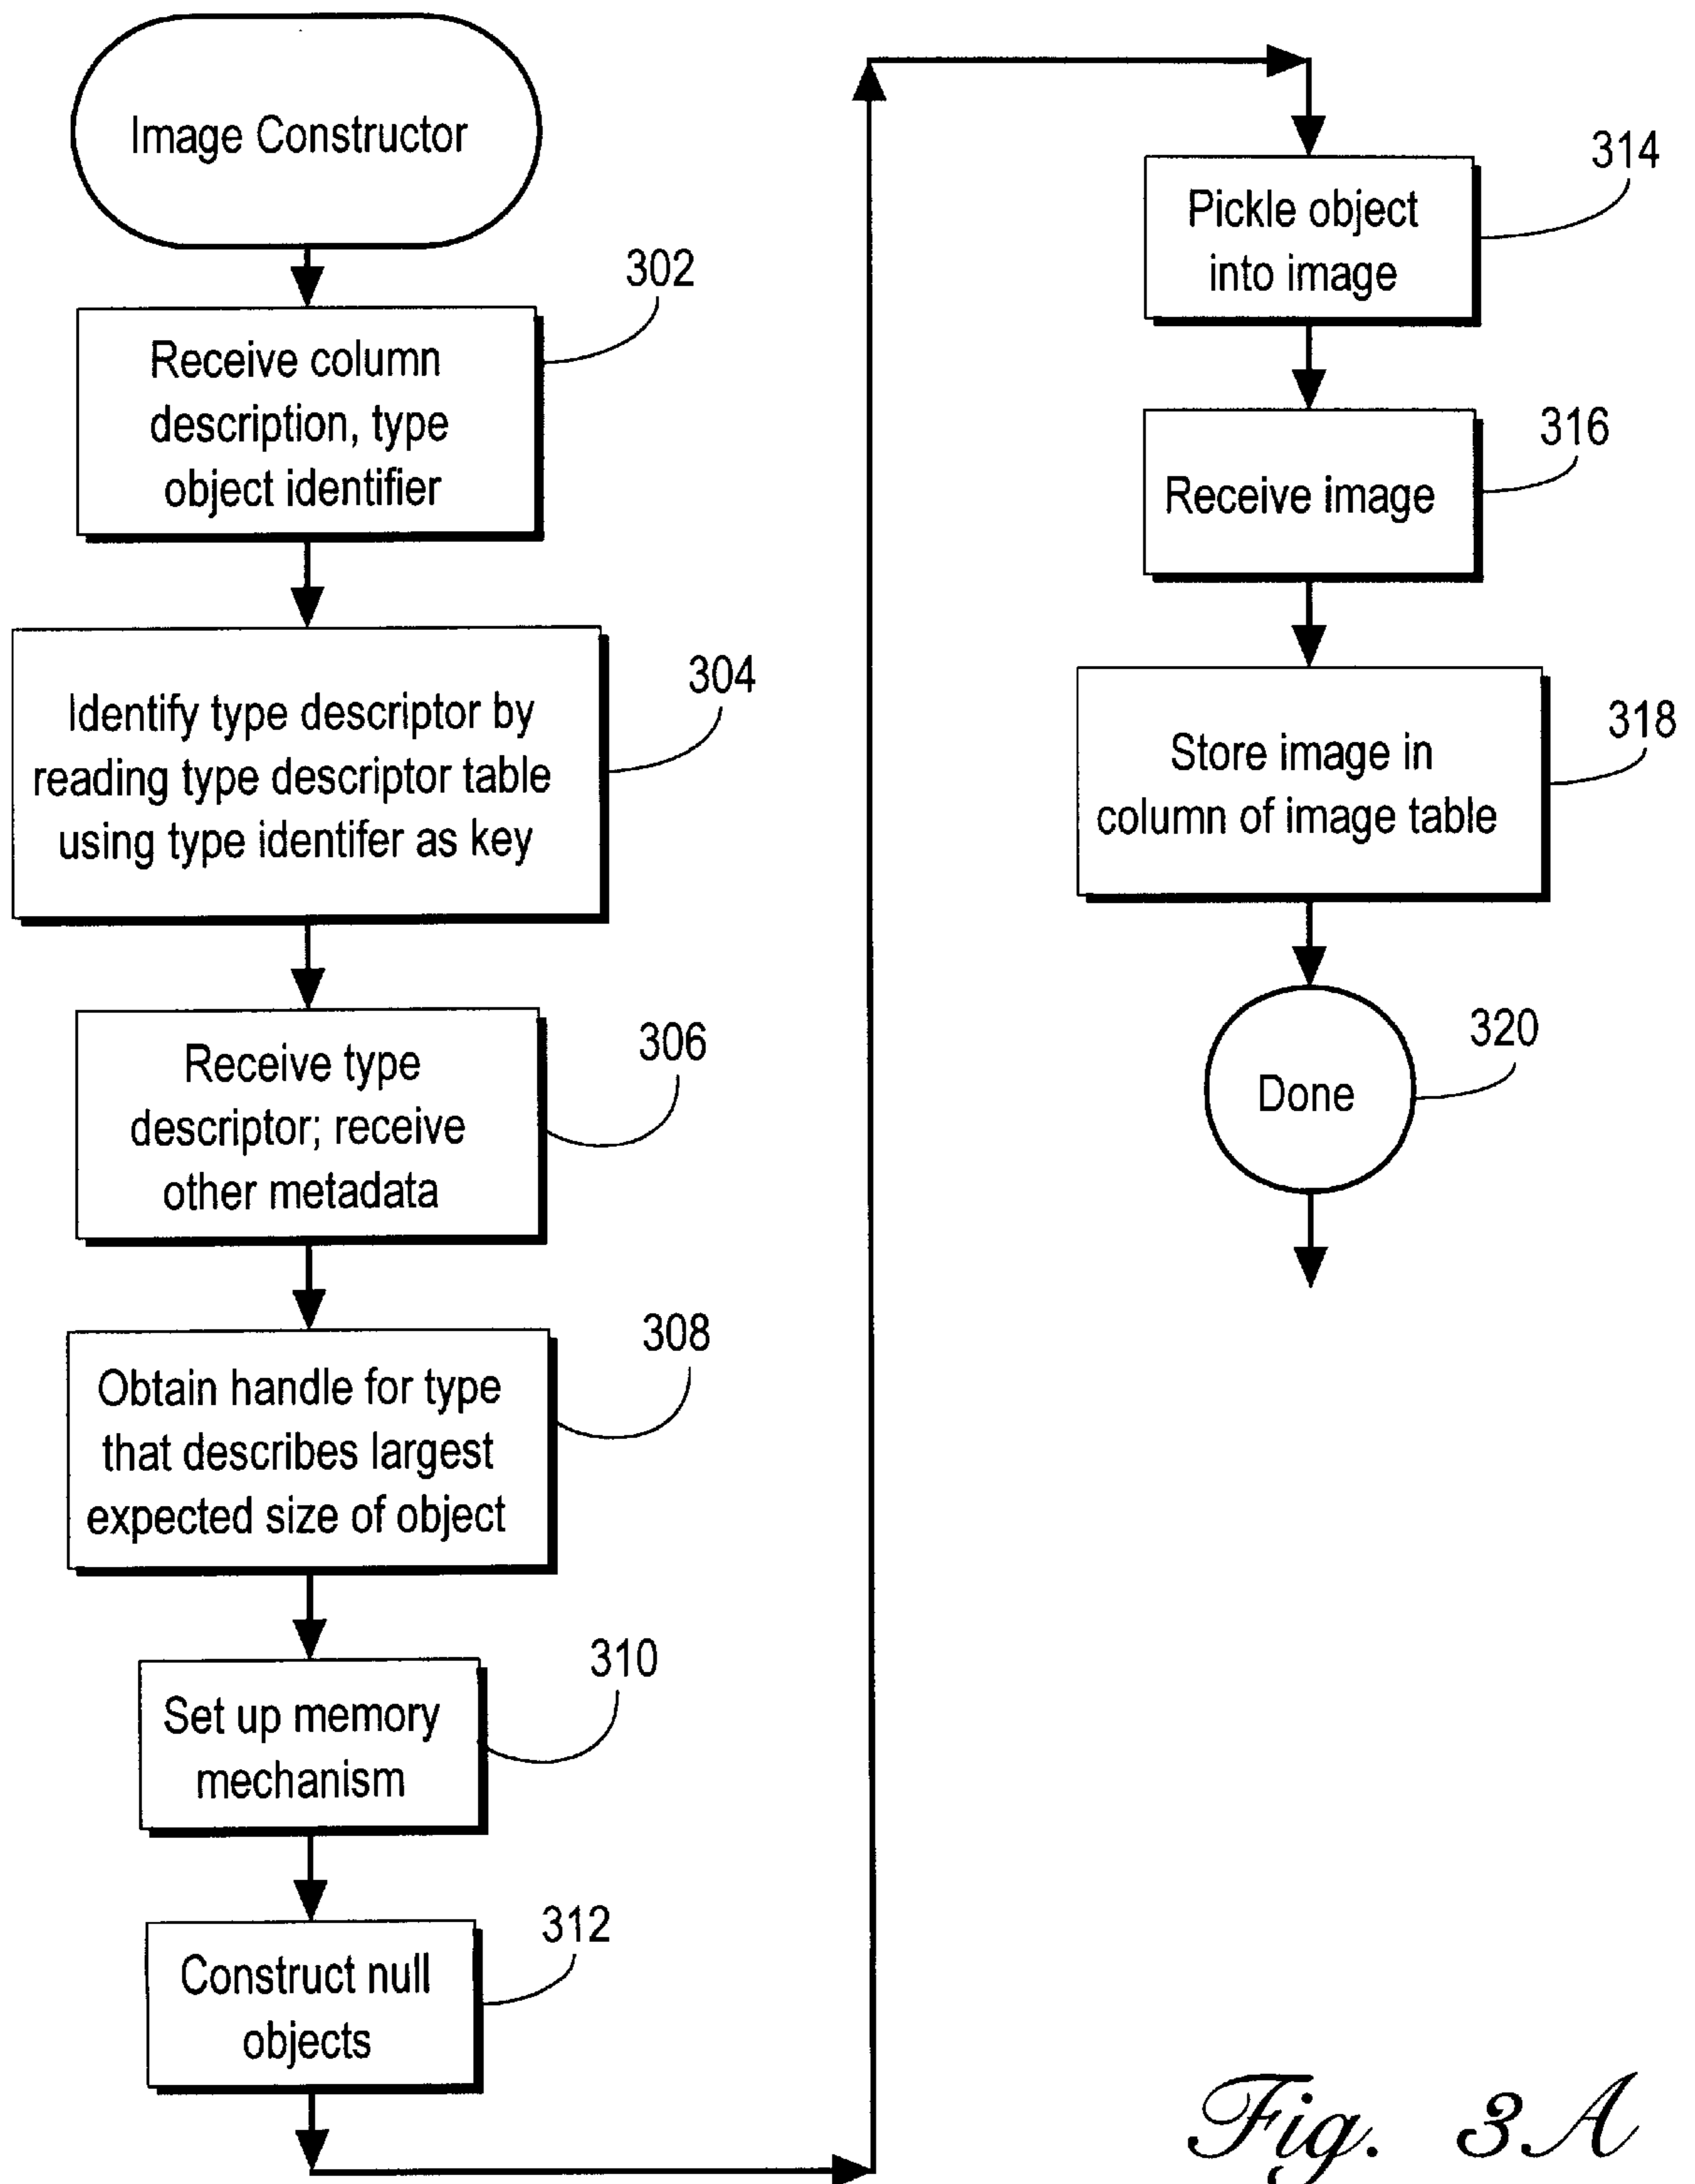 Image Constructor
302
Receive column
description, type
object identifier
304
Identify type descriptor by
reading type descriptor table
using type identifer as key
306
Receive type
descriptor; receive
other metadata
308
Obtain handle for type
that describes largest
expected size of object
310
Set up memory
mechanism
312
Construct null
objects
314
Pickle object
into image
316
Receive image
318
Store image in
column of image table
320
Done
Fig. 3A